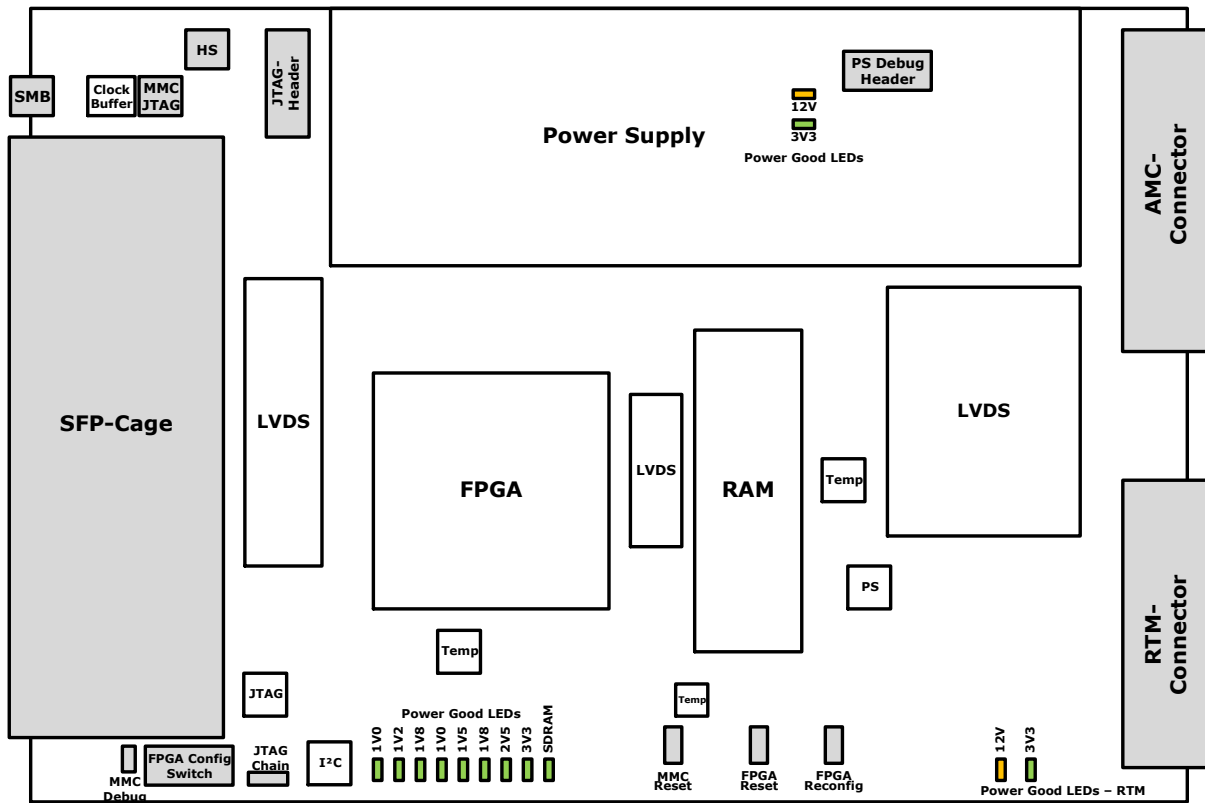 HS
JTAG-
Header
PS Debug
Header
SMB
Clock
Buffer
MMC
JTAG
12V
3V3
Power Good LEDs
Power Supply
AMC-
Connector
SFP-Cage
LVDS
FPGA
LVDS
RAM
Temp
LVDS
PS
RTM-
Connector
Temp
JTAG
Temp
Power Good LEDs
1V0
1V2
1V8
1V0
1V5
1V8
2V5
3V3
SDRAM
MMC
Debug
FPGA Config
Switch
JTAG
Chain
I²C
MMC
Reset
FPGA
Reset
FPGA
Reconfig
12V
3V3
Power Good LEDs – RTM